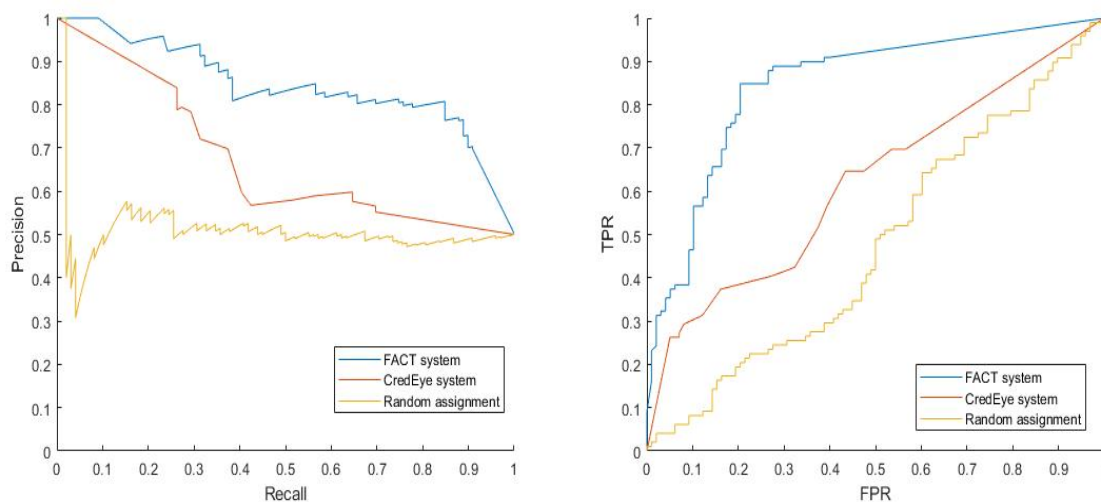 1
0.9
0.8
0.7
0.6
0.5
0.4
0.3
0.2
0.1
0
Precision
0 0.1 0.2 0.3 0.4 0.5 0.6 0.7 0.8 0.9 1
Recall
FACT system
CredEye system
Random assignment
1
0.9
0.8
0.7
0.6
0.5
0.4
0.3
0.2
0.1
0
TPR
0 0.1 0.2 0.3 0.4 0.5 0.6 0.7 0.8 0.9
FPR
FACT system
CredEye system
Random assignment